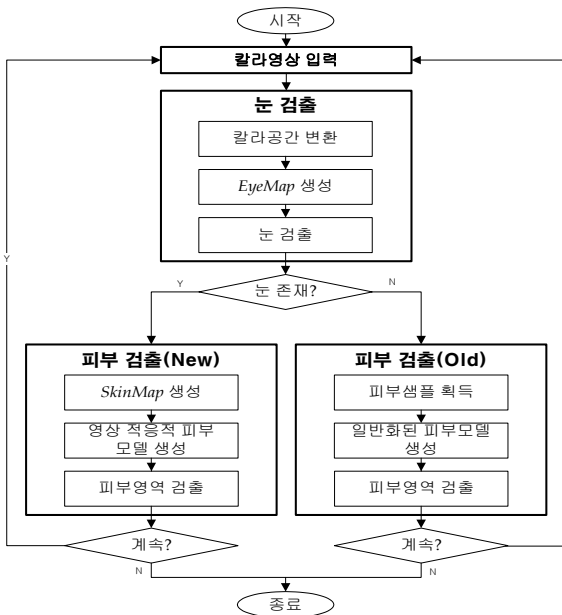 시작
칼라영상 입력
눈 검출
칼라공간 변환
EyeMap 생성
눈 검출
Y
눈 존재?
Y
N
피부 검출(New)
SkinMap 생성
영상 적응적 피부
모델 생성
피부영역 검출
계속?
N
피부 검출(Old)
피부샘플 획득
일반화된 피부모델
생성
피부영역 검출
계속?
N
종료